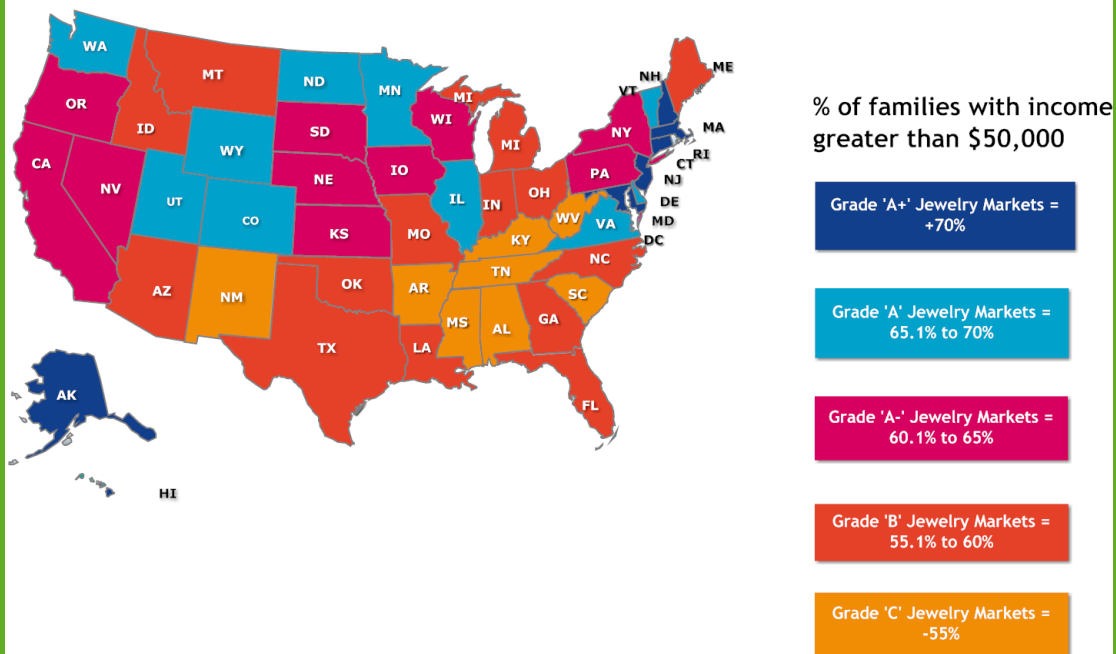 WA
MT
ND
MN
OR
ID
SD
WI
MI
MI
NH
ME
VT
NY
MA
WY
CA
NV
UT
CO
NE
IO
IL
IN
OH
PA
RI
CT
NJ
DE
MD
DC
WV
VA
KS
MO
KY
NC
TN
AZ
NM
OK
AR
SC
MS
AL
GA
TX
LA
FL
AK
HI
% of families with income
greater than $50,000
Grade 'A+' Jewelry Markets =
+70%
Grade 'A' Jewelry Markets =
65.1% to 70%
Grade 'A-' Jewelry Markets =
60.1% to 65%
Grade 'B' Jewelry Markets =
55.1% to 60%
Grade 'C' Jewelry Markets =
-55%